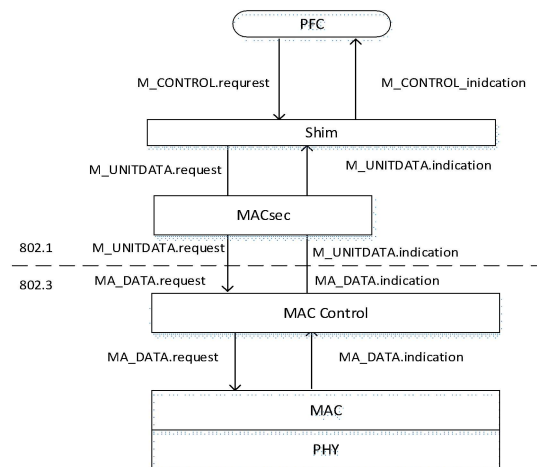 PFC
M_CONTROL.requrest
M_CONTROL_inidcation
Shim
M_UNITDATA.request
M_UNITDATA.indication
MACsec
802.1
M_UNITDATA.request
M_UNITDATA.indication
802.3
MA_DATA.request
MA_DATA.indication
MAC Control
MA_DATA.request
MA_DATA.indication
MAC
PHY